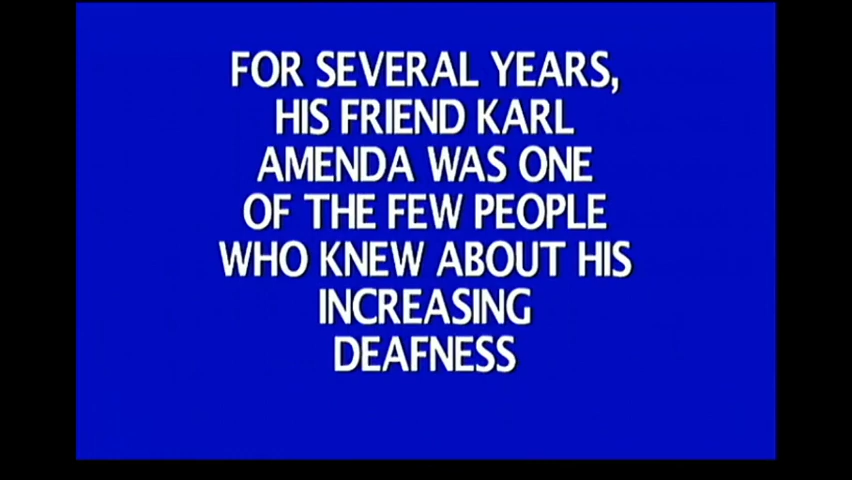 FOR SEVERAL YEARS,
HIS FRIEND KARL
AMENDA WAS ONE
OF THE FEW PEOPLE
WHO KNEW ABOUT HIS
INCREASING
DEAFNESS